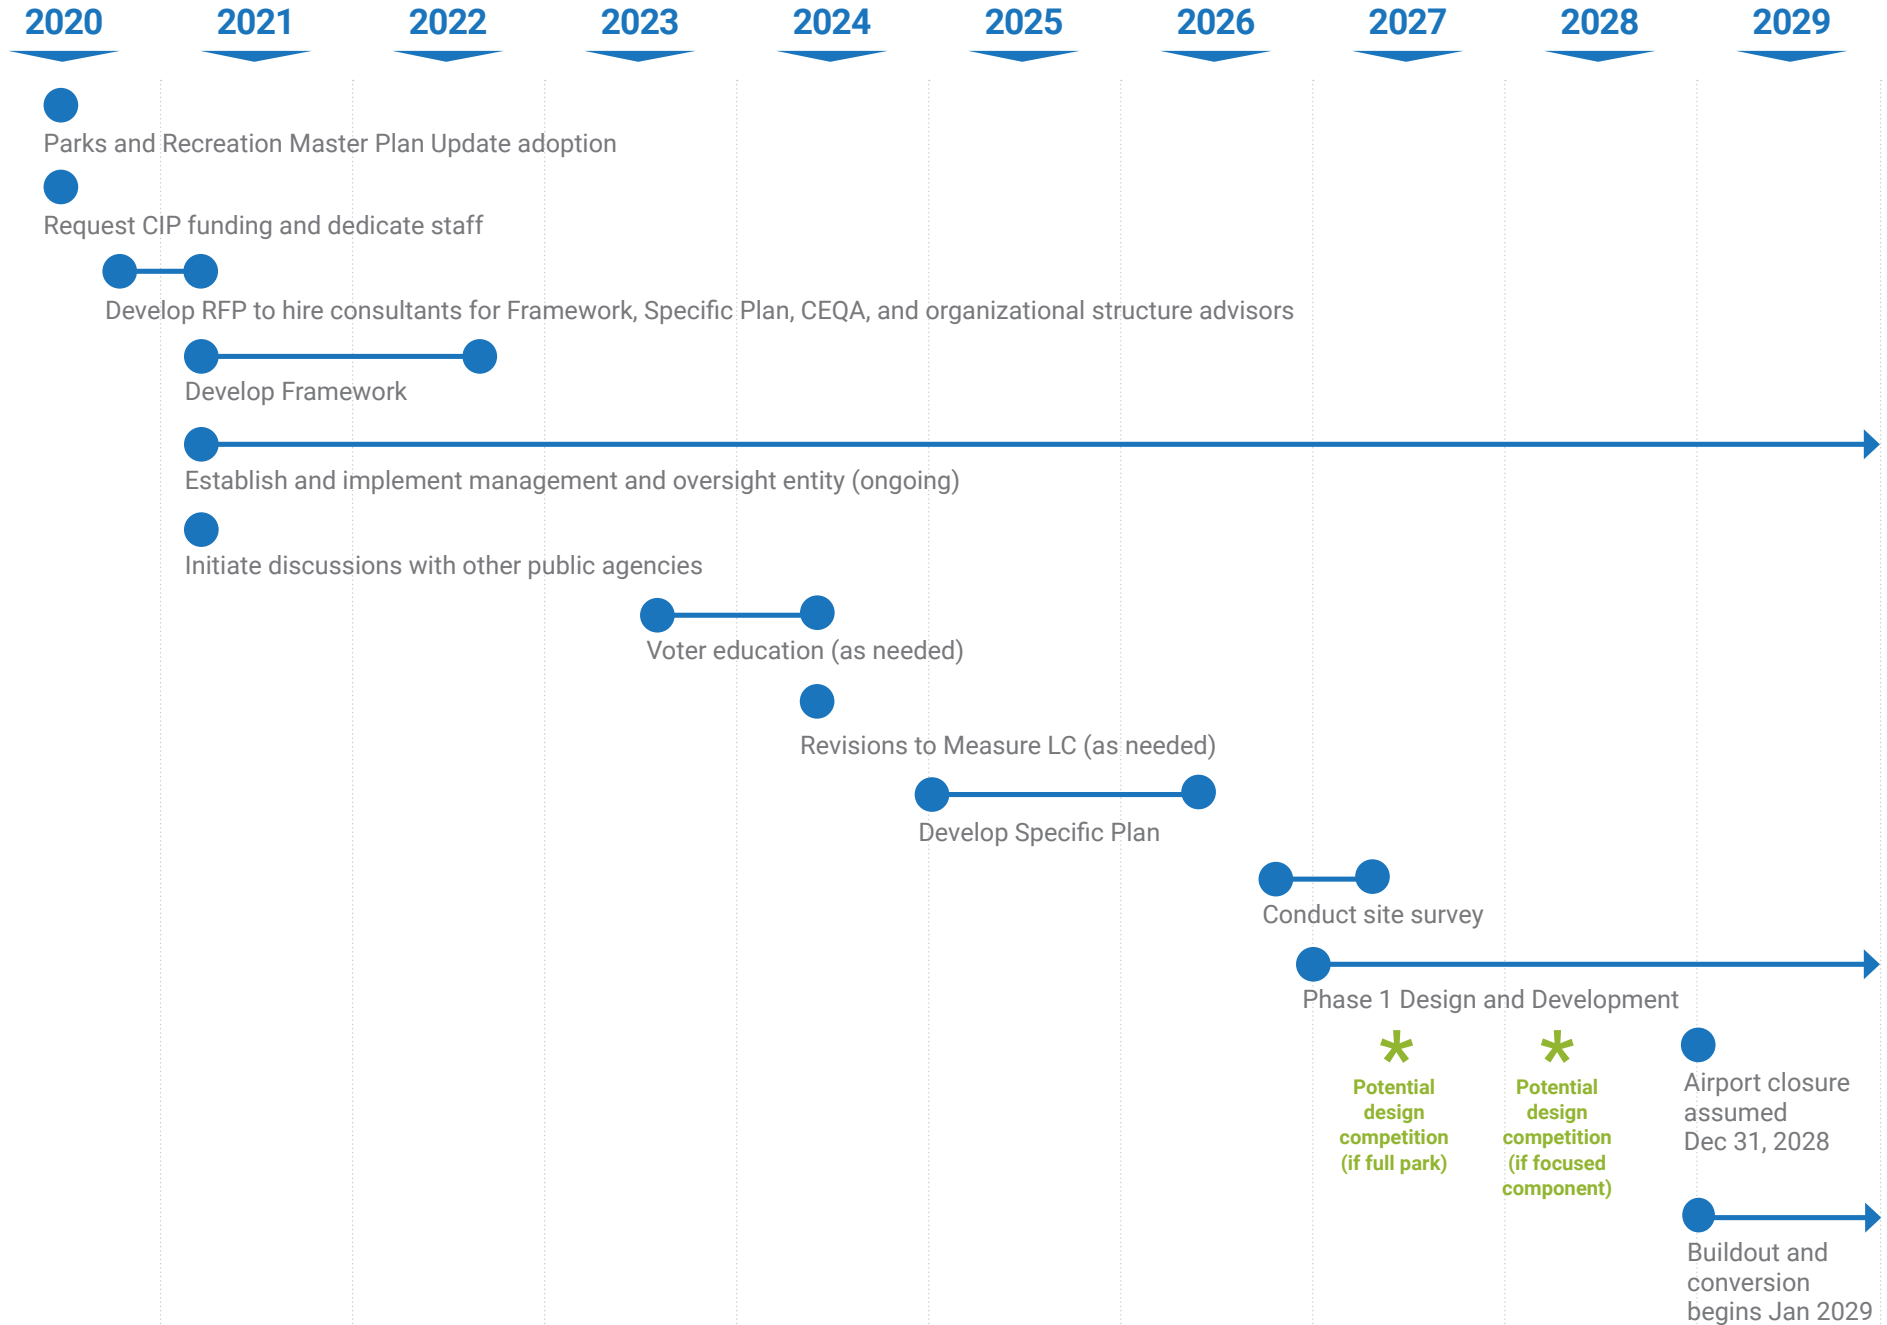 2020 2021 2022 2023 2024 2025 2026 2027 2028 2029
Parks and Recreation Master Plan Update adoption
Request CIP funding and dedicate staff
Develop RFP to hire consultants for Framework, Specific Plan, CEQA, and organizational structure advisors
Develop Framework
Establish and implement management and oversight entity (ongoing)
Initiate discussions with other public agencies
Voter education (as needed)
Revisions to Measure LC (as needed)
Develop Specific Plan
Conduct site survey
Phase 1 Design and Development
*
Potential
design
competition
(if full park)
*
Potential
design
competition
(if focused
component)
Airport closure
assumed
Dec 31, 2028
Buildout and
conversion
begins Jan 2029